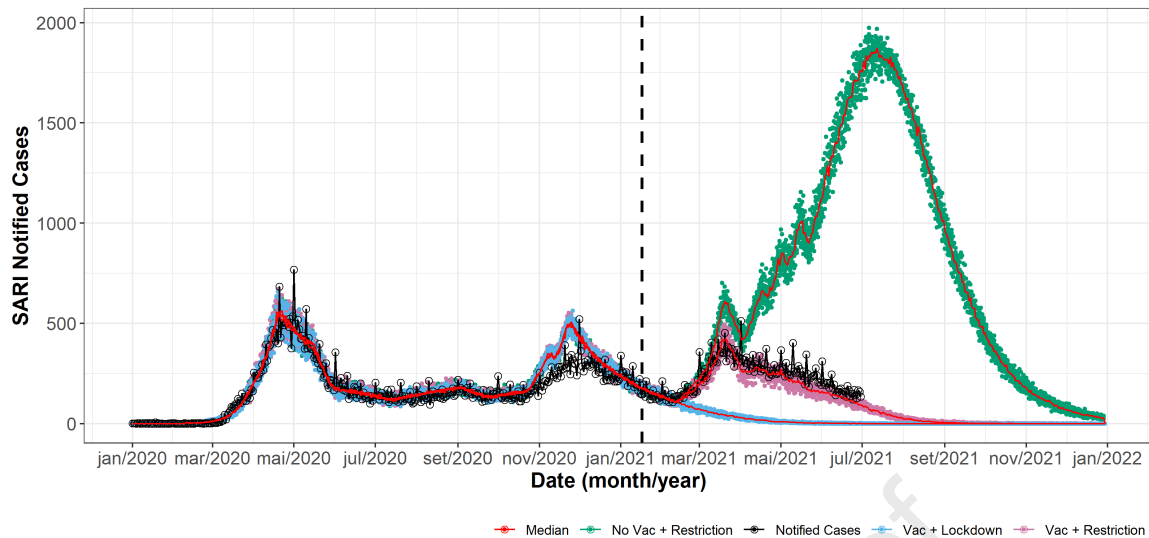 SARI Notified Cases
2000
1500
1000
500
0
jan/2020 mar/2020 mai/2020 jul/2020 set/2020 nov/2020 jan/2021 mar/2021 mai/2021 jul/2021 set/2021 nov/2021 jan/2022
Date (month/year)
Median No Vac + Restriction Notified Cases Vac + Lockdown Vac + Restriction